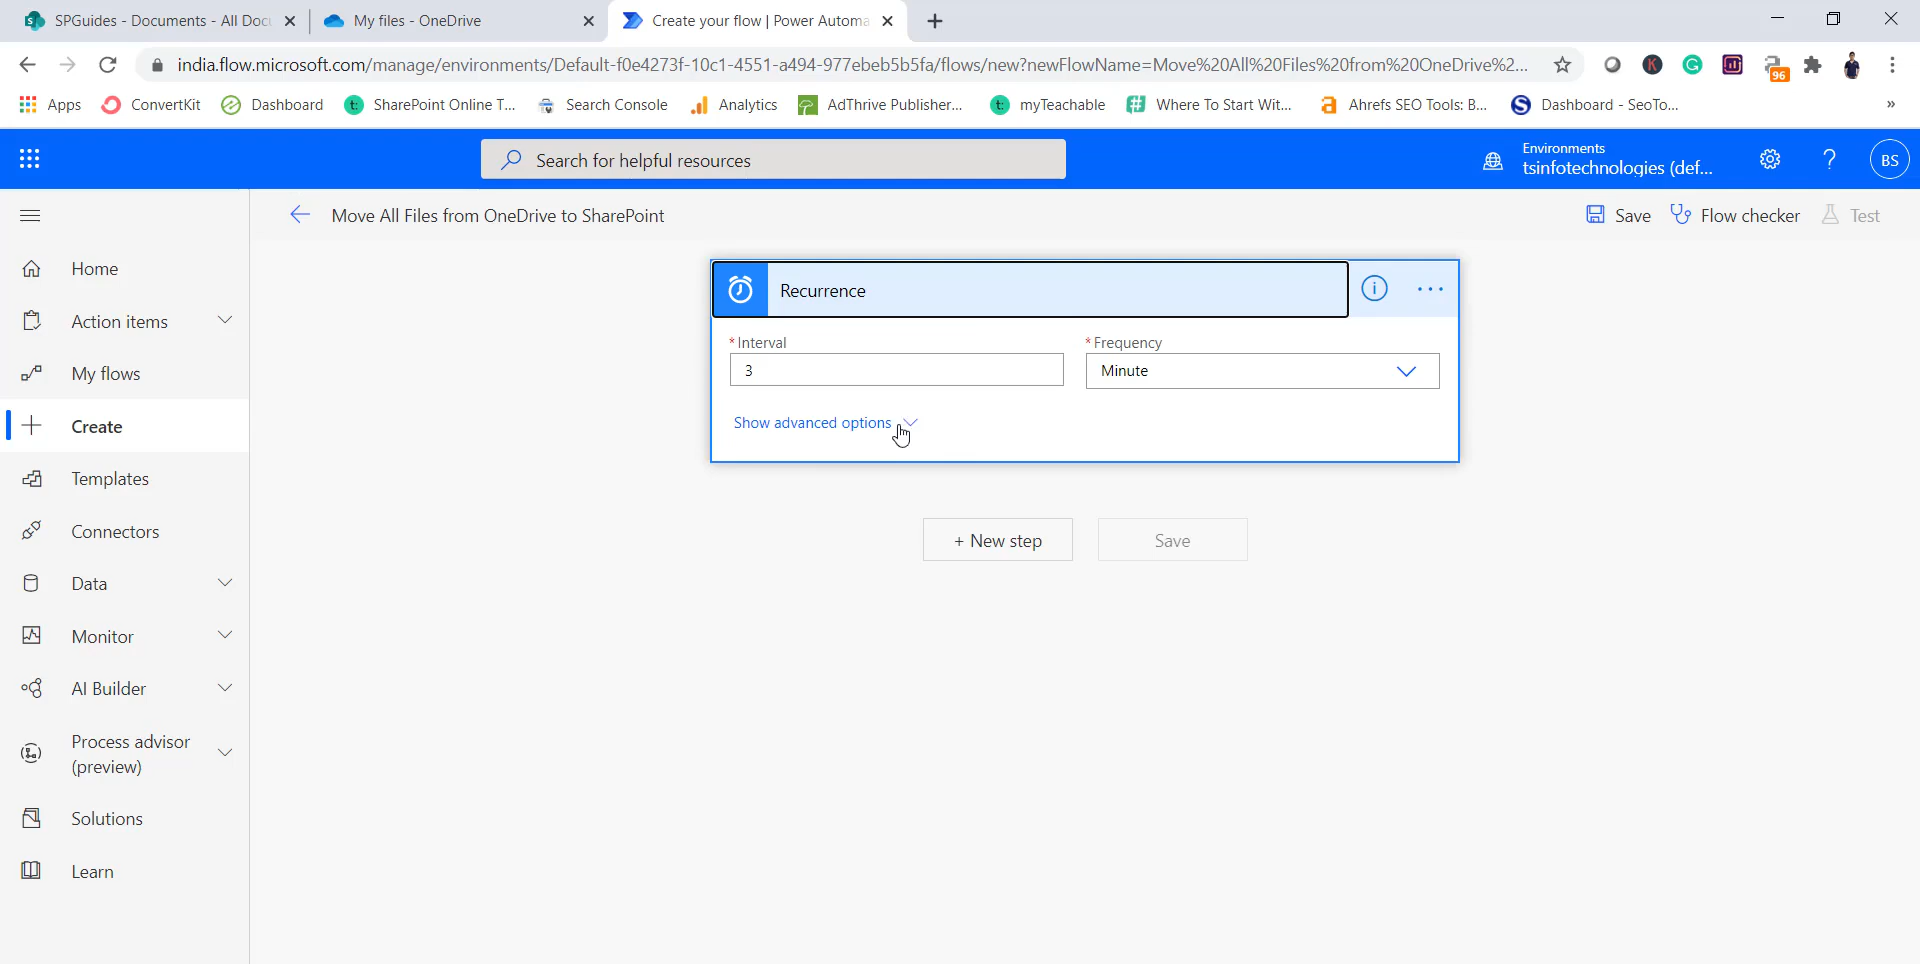 SPGuides - Documents - All Doc
My files - OneDrive
Create your flow | Power Automa
india.flow.microsoft.com/manage/environments/Default-f0e4273f-10c1-4551-a494-977ebeb5b5fa/flows/new?newFlowName=Move%20All%20Files%20from%20OneDrive%2...
K
G
96
Apps
ConvertKit
Dashboard
t: SharePoint Online T...
Search Console
Analytics
AdThrive Publisher...
t: myTeachable
Where To Start Wit...
a Ahrefs SEO Tools: B...
S Dashboard - SeoTo...
»
Search for helpful resources
Environments
tsinfotechnologies (def...
?
BS
Move All Files from OneDrive to SharePoint
Save
Flow checker
Test
Home
Action items
My flows
Create
Templates
Connectors
Data
Monitor
AI Builder
Process advisor
(preview)
Solutions
Learn
Recurrence
* Interval
* Frequency
3
Minute
Show advanced options
+ New step
Save